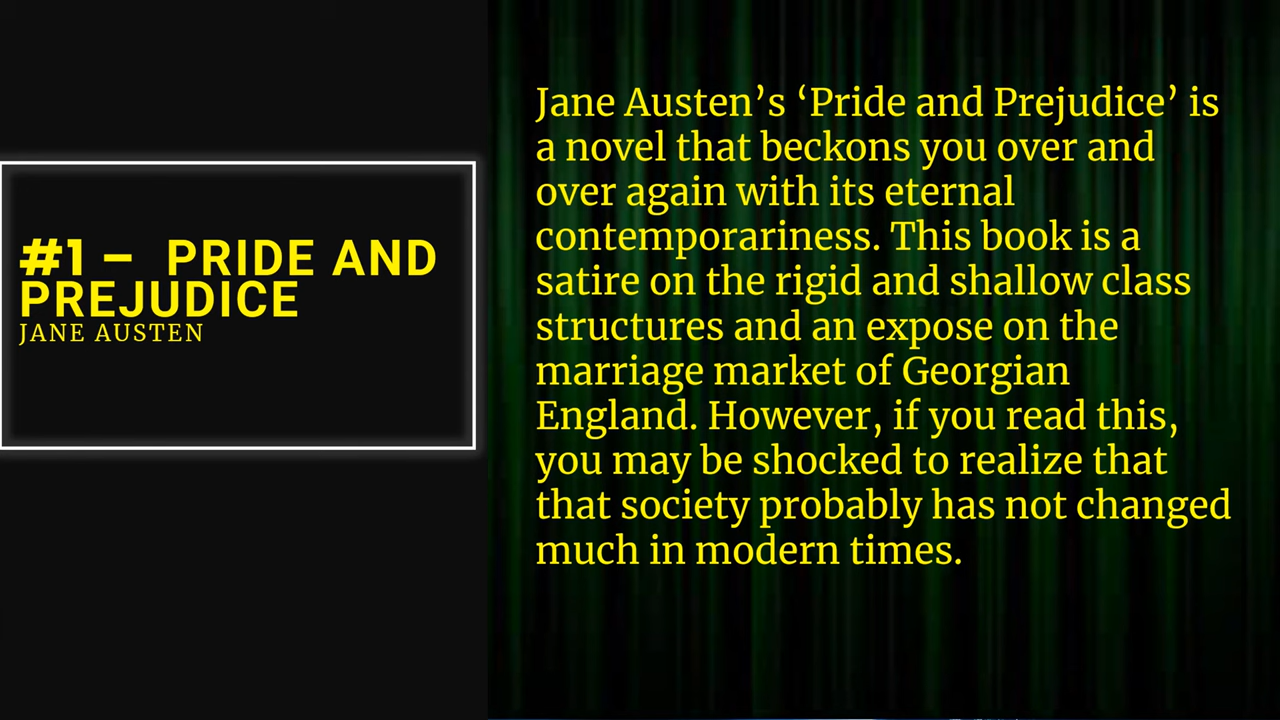 #1 – PRIDE AND
PREJUDICE
JANE AUSTEN
Jane Austen’s ‘Pride and Prejudice’ is
a novel that beckons you over and
over again with its eternal
contemporariness. This book is a
satire on the rigid and shallow class
structures and an expose on the
marriage market of Georgian
England. However, if you read this,
you may be shocked to realize that
that society probably has not changed
much in modern times.